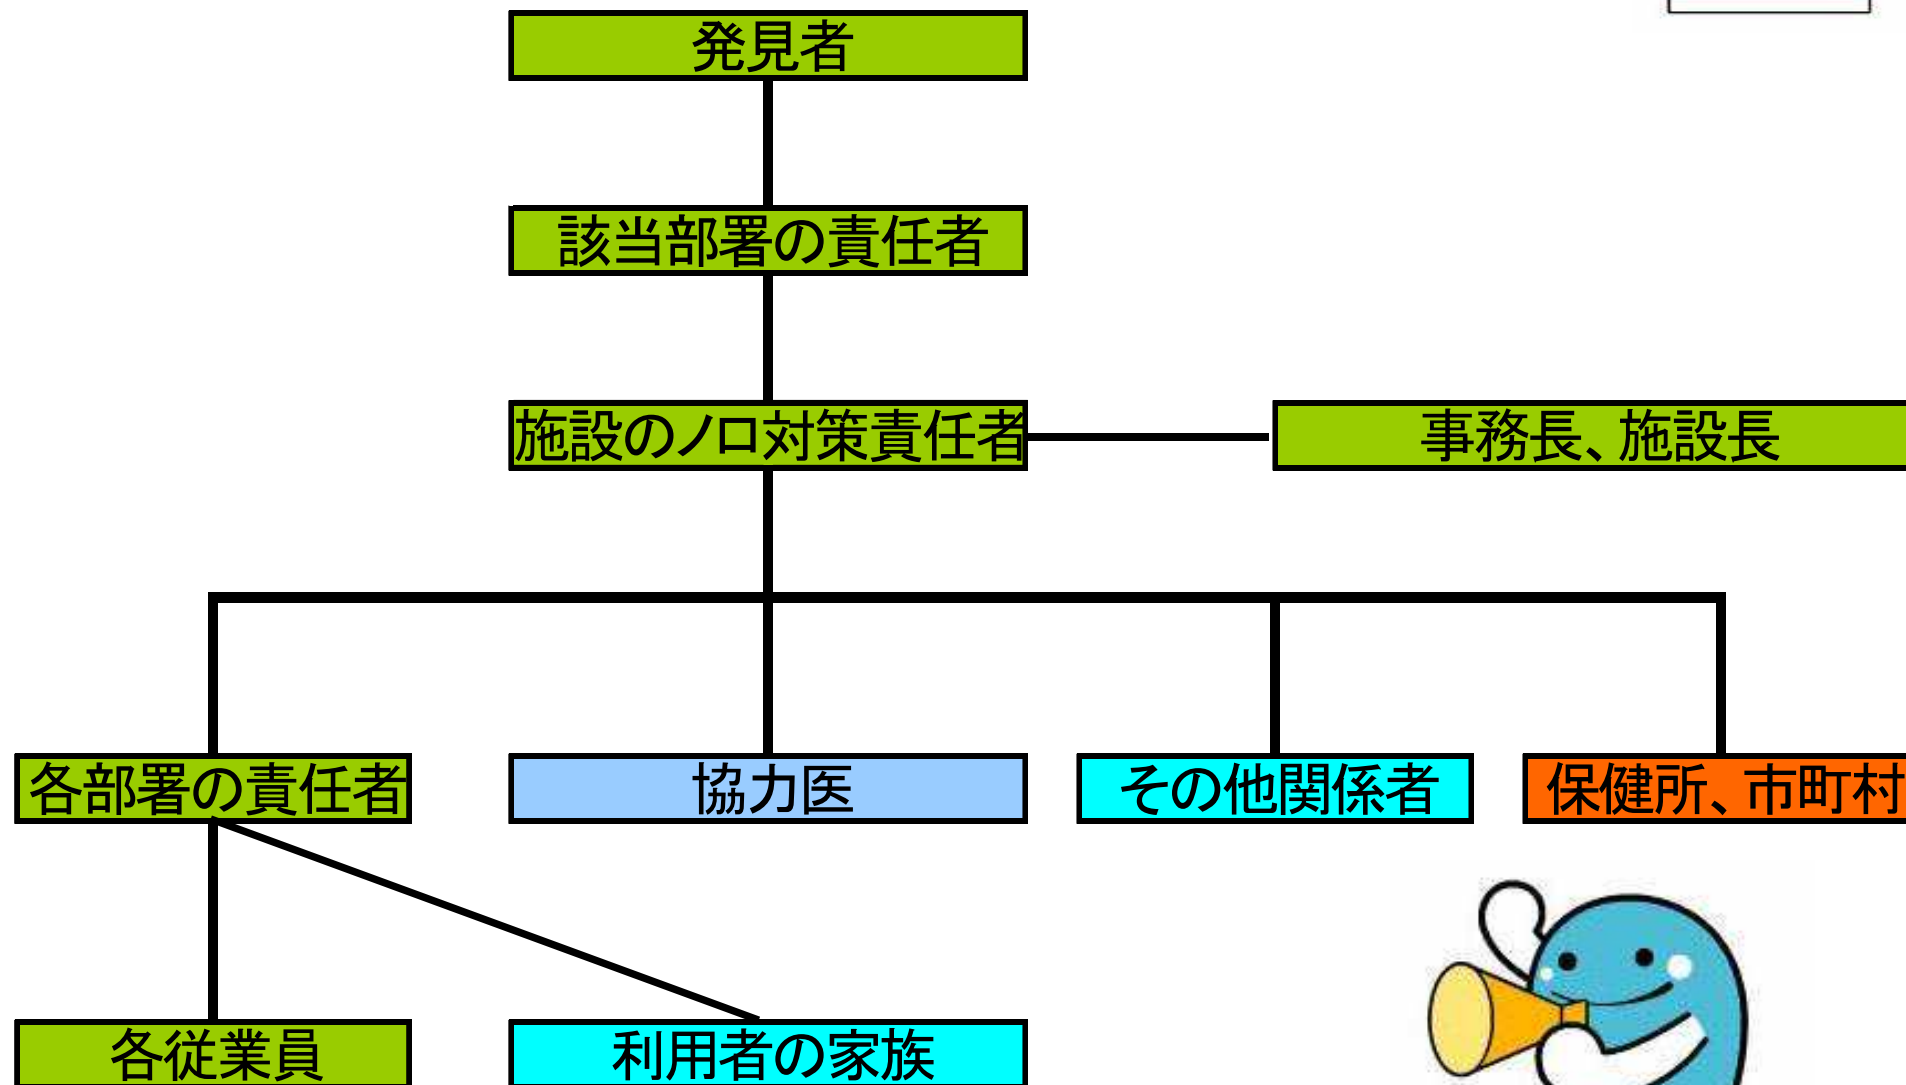 発見者
該当部署の責任者
施設のノロ対策責任者
事務長、施設長
各部署の責任者
協力医
その他関係者
保健所、市町村
各従業員
利用者の家族